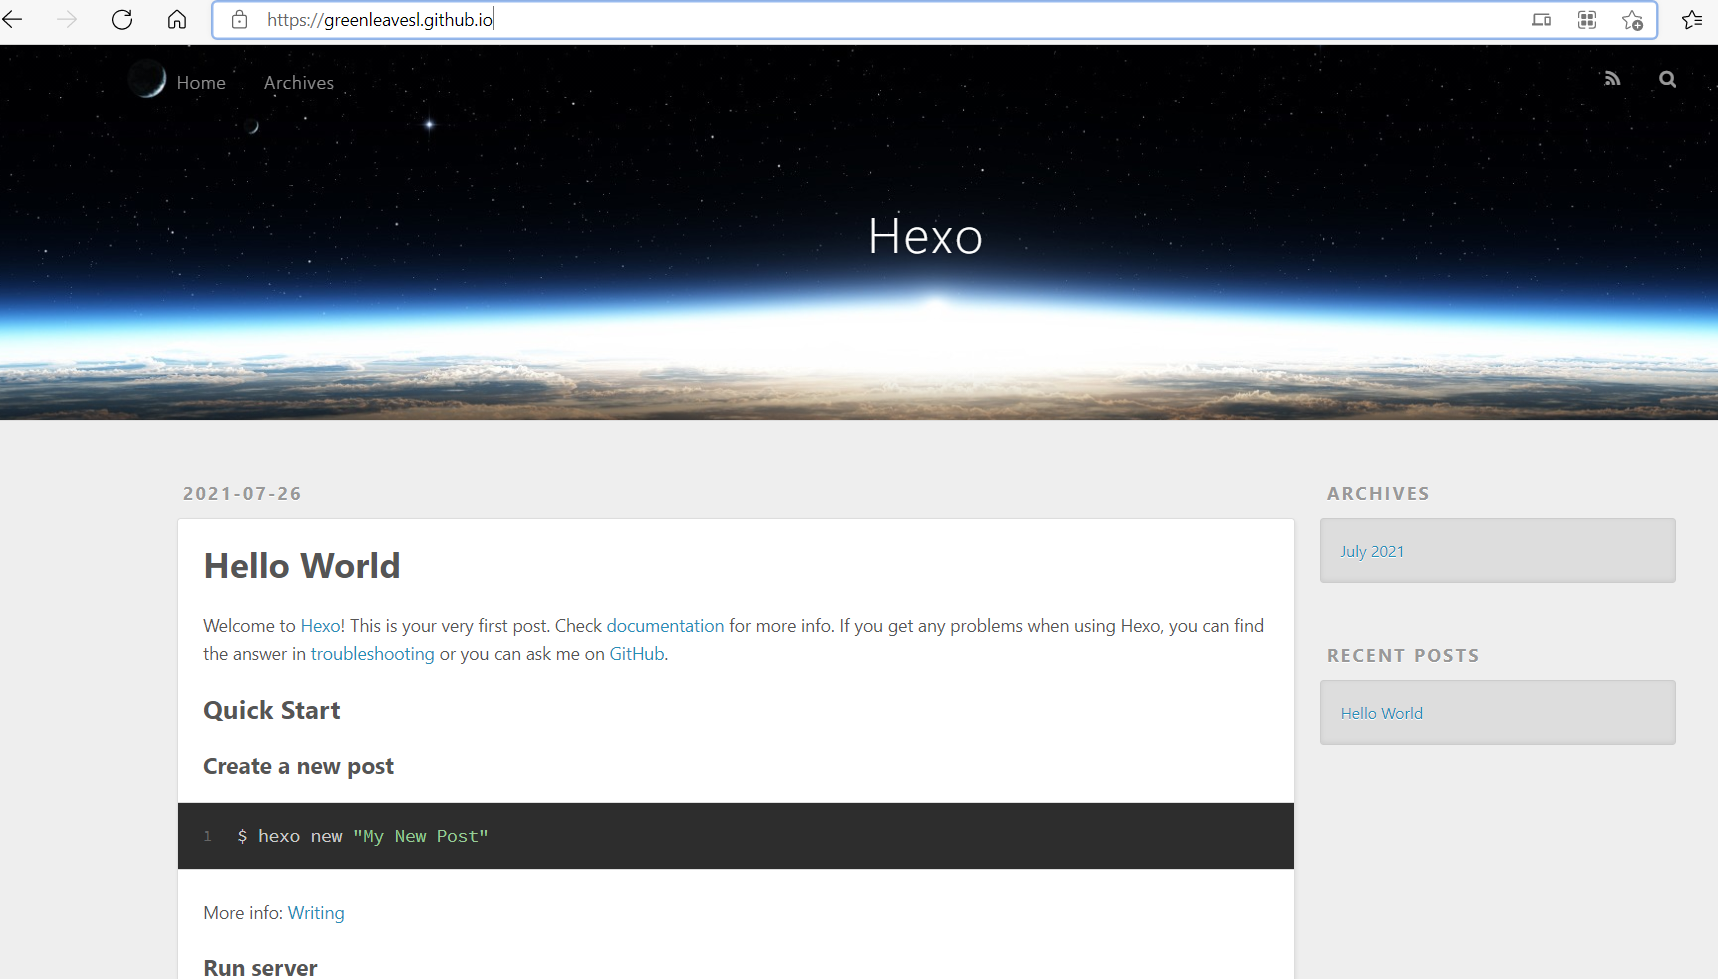 https://greenleavesl.github.io
Home Archives
Hexo
2021-07-26
Hello World
Welcome to Hexo! This is your very first post. Check documentation for more info. If you get any problems when using Hexo, you can find
the answer in troubleshooting or you can ask me on GitHub.
Quick Start
Create a new post
1 $ hexo new "My New Post"
More info: Writing
Run server
ARCHIVES
July 2021
RECENT POSTS
Hello World